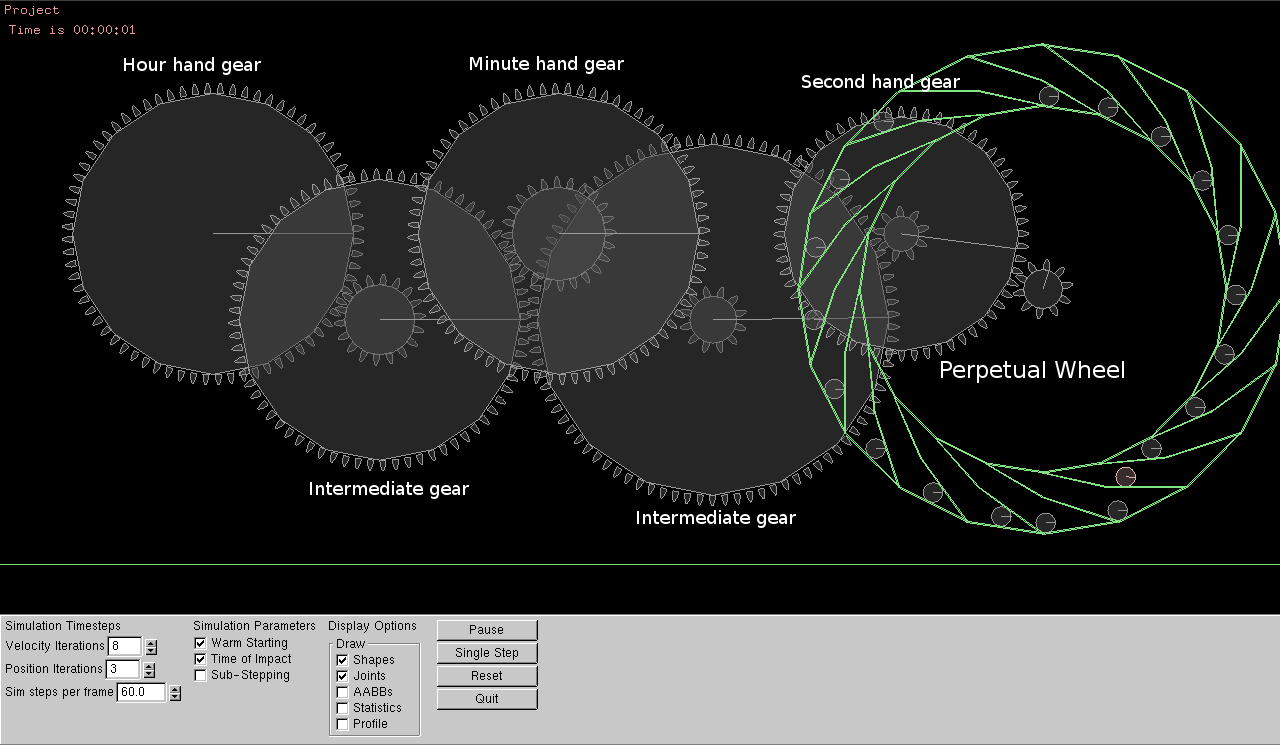 Project
Time is 00:00:01
Hour hand gear
Minute hand gear
Second hand gear
Perpetual Wheel
Intermediate gear
Intermediate gear
Simulation Timesteps
Velocity Iterations 8
Position Iterations 3
Sim steps per frame 60.0
Simulation Parameters
Warm Starting
Time of Impact
Sub-Stepping
Display Options
Draw
Shapes
Joints
AABBs
Statistics
Profile
Pause
Single Step
Reset
Quit